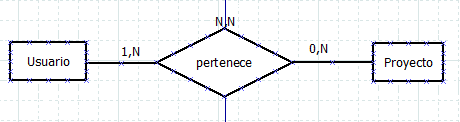 N,N
1,N
0,N
Usuario
pertenece
Proyecto